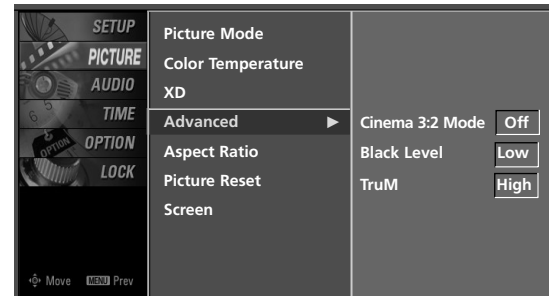 SETUP
PICTURE
AUDIO
TIME
OPTION
LOCK
Move MENU Prev
Picture Mode
Color Temperature
XD
Advanced ►
Aspect Ratio
Picture Reset
Screen
Cinema 3:2 Mode Off
Black Level Low
TruM High